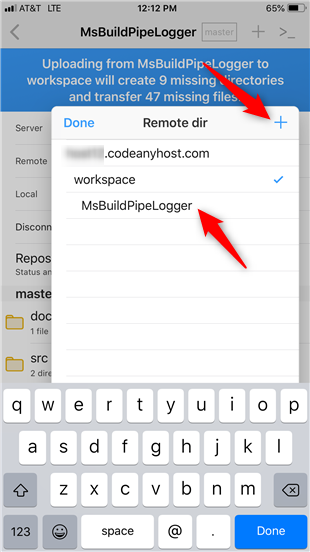 AT&T LTE 12:12 PM 65%
MsBuildPipeLogger master + >_
Uploading from MsBuildPipeLogger to
workspace will create 9 missing directories
and transfer 47 missing files
Done Remote dir +
.codeanyhost.com
workspace
MsBuildPipeLogger
Server
Remote
Local
Disconn
Repos
Status an
maste
doc
1 file
src
2 dire
q w e r t y u i o p
a s d f g h j k l
z x c v b n m
123 space @ . Done